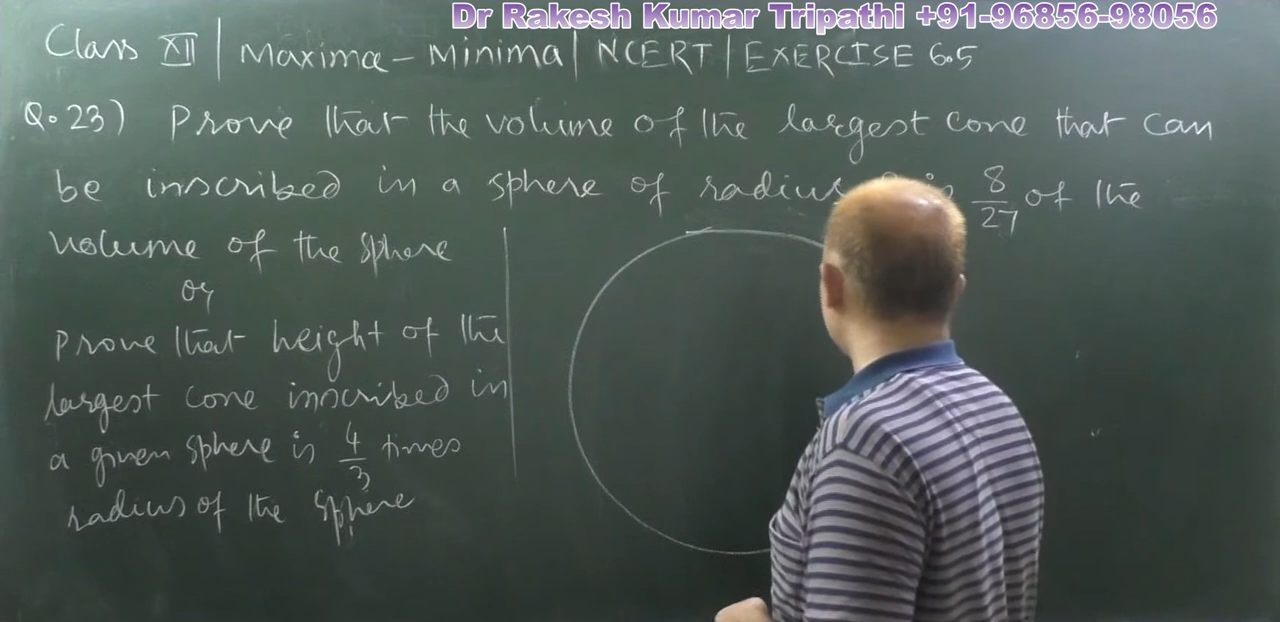 Dr Rakesh Kumar Tripathi +91-96856-98056
Class XII | Maxima - Minima | NCERT | EXERCISE 6.5
Q.23) Prove that the volume of the largest cone that can
be inscribed in a sphere of radius 8/27 of the
volume of the sphere
or
Prove that height of the
largest cone inscribed in
a given sphere is 4/3 times
radius of the sphere